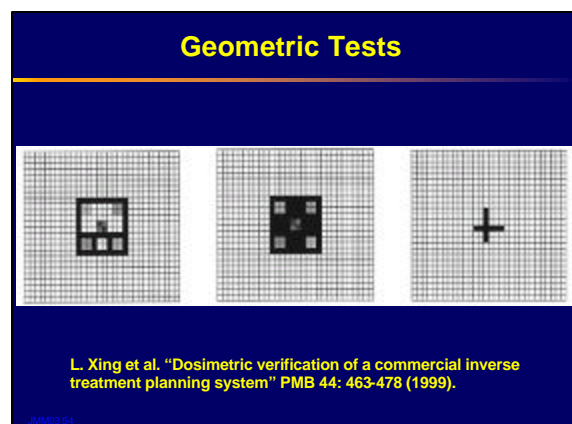 Geometric Tests
L. Xing et al. “Dosimetric verification of a commercial inverse
treatment planning system” PMB 44: 463-478 (1999).